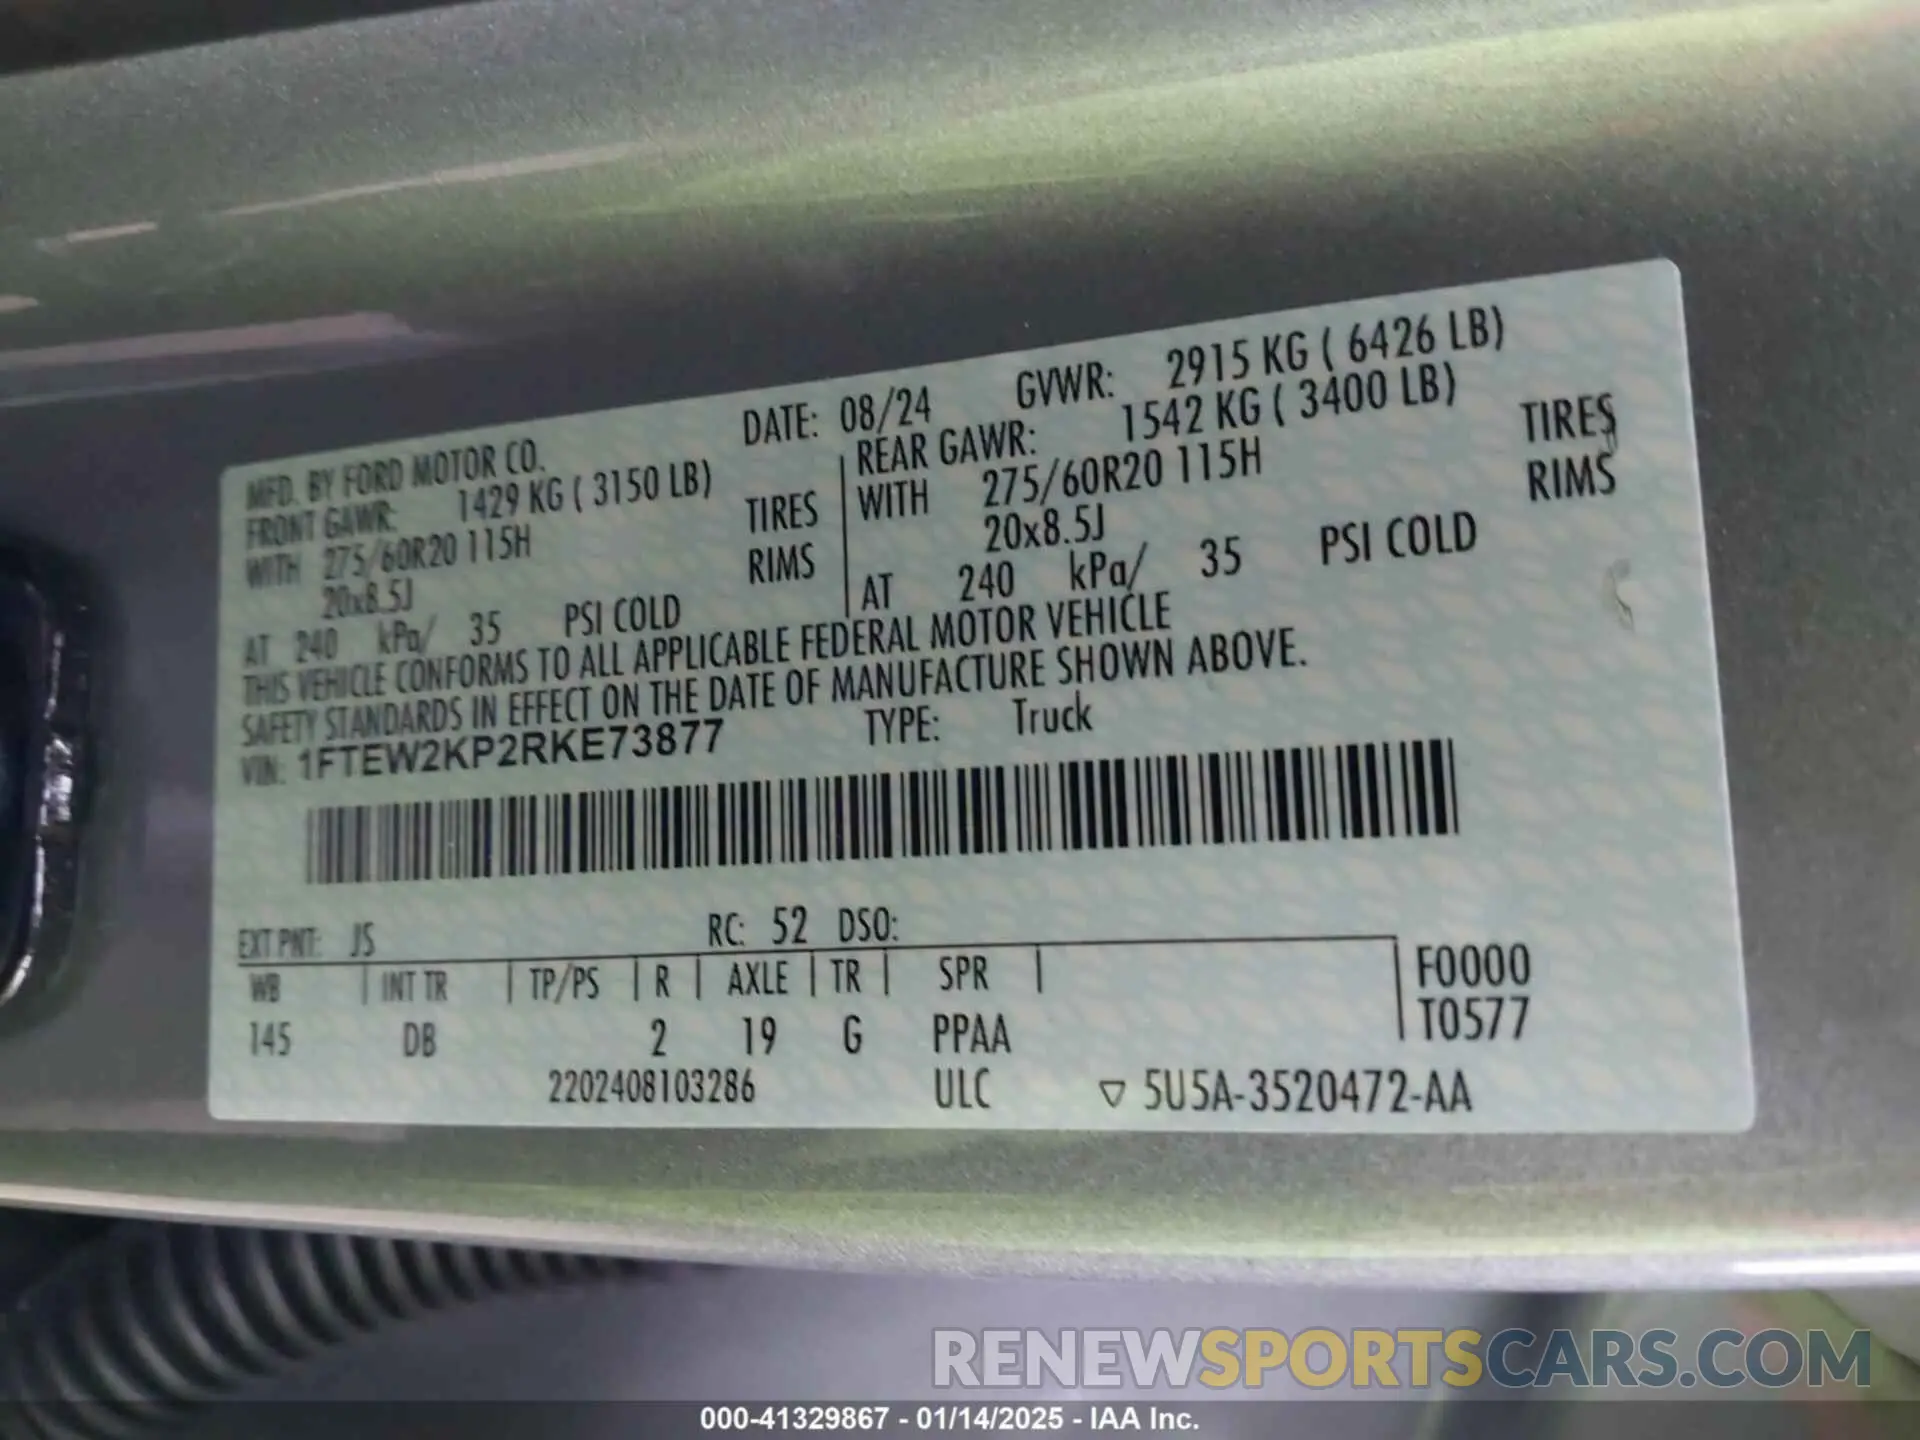 MFD. BY FORD MOTOR CO. DATE: 08/24 GVWR: 2915 KG ( 6426 LB)
FRONT GAWR: 1429 KG ( 3150 LB) REAR GAWR: 1542 KG ( 3400 LB)
WITH 275/60R20 115H TIRES WITH 275/60R20 115H TIRES
20x8.5J RIMS 20x8.5J RIMS
AT 240 kPa/ 35 PSI COLD AT 240 kPa/ 35 PSI COLD
THIS VEHICLE CONFORMS TO ALL APPLICABLE FEDERAL MOTOR VEHICLE
SAFETY STANDARDS IN EFFECT ON THE DATE OF MANUFACTURE SHOWN ABOVE.
VIN: 1FTEW2KP2RKE73877 TYPE: Truck
EXT PNT: JS RC: 52 DSO:
WB INT TR TP/PS R AXLE TR SPR F0000
145 DB 2 19 G PPAA T0577
2202408103286 ULC ▽ 5U5A-3520472-AA
RENEWSPORTSCARS.COM
000-41329867 - 01/14/2025 - IAA Inc.